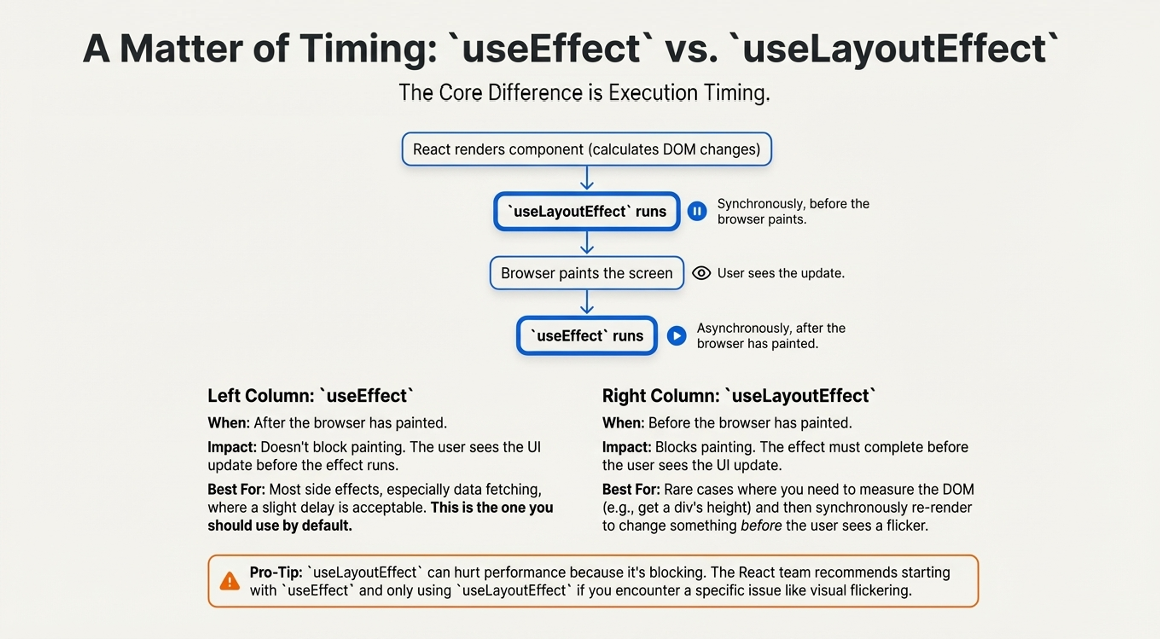 A Matter of Timing: `useEffect` vs. `useLayoutEffect`
The Core Difference is Execution Timing.
React renders component (calculates DOM changes)
`useLayoutEffect` runs
Synchronously, before the
browser paints.
Browser paints the screen
User sees the update.
`useEffect` runs
Asynchronously, after the
browser has painted.
Left Column: `useEffect`
When: After the browser has painted.
Impact: Doesn't block painting. The user sees the UI
update before the effect runs.
Best For: Most side effects, especially data fetching,
where a slight delay is acceptable. This is the one you
should use by default.
Right Column: `useLayoutEffect`
When: Before the browser has painted.
Impact: Blocks painting. The effect must complete before
the user sees the UI update.
Best For: Rare cases where you need to measure the DOM
(e.g., get a div's height) and then synchronously re-render
to change something before the user sees a flicker.
Pro-Tip: `useLayoutEffect` can hurt performance because it's blocking. The React team recommends starting
with `useEffect` and only using `useLayoutEffect` if you encounter a specific issue like visual flickering.